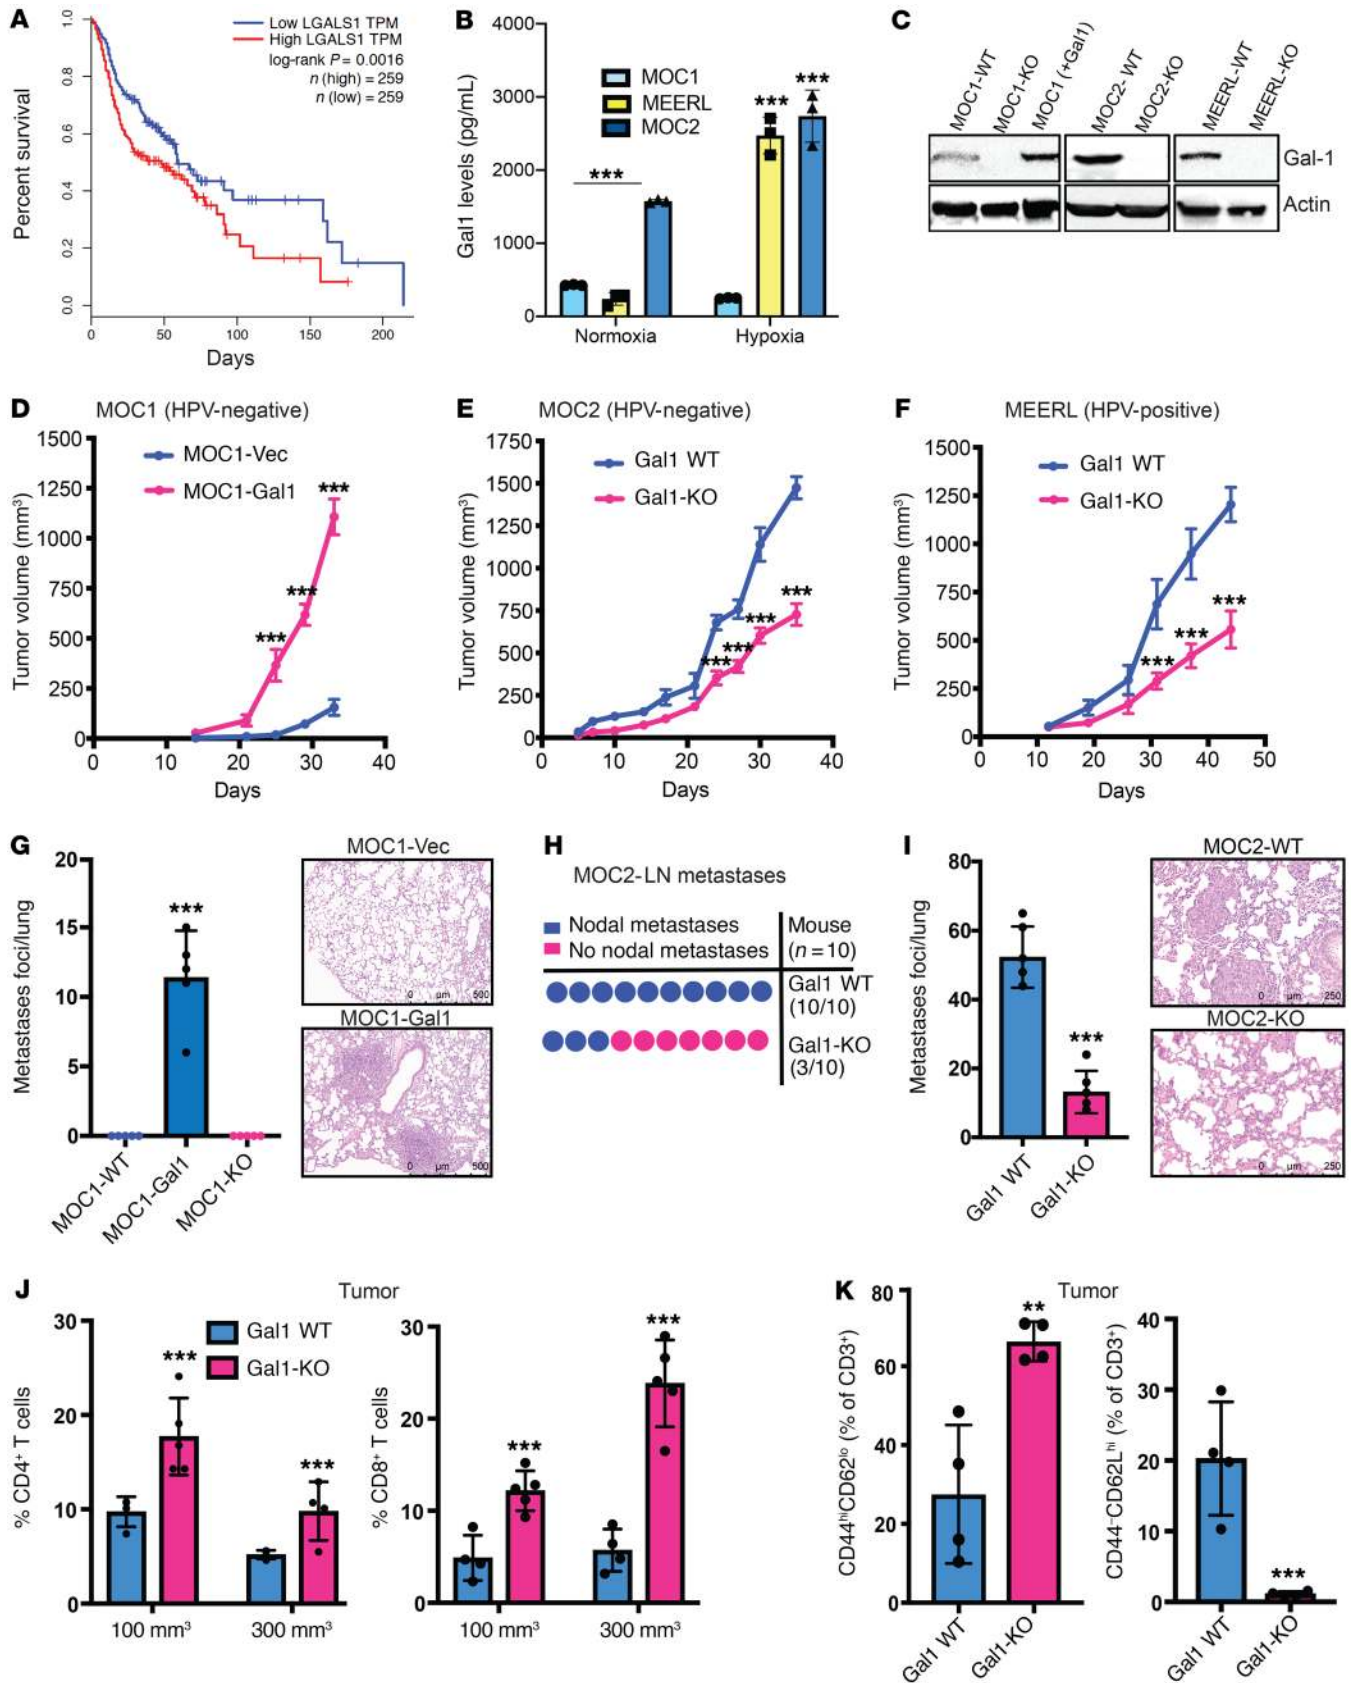 A
Percent survival
1.0
0.8
0.6
0.4
0.2
0.0
Low LGALS1 TPM
High LGALS1 TPM
log-rank P = 0.0016
n (high) = 259
n (low) = 259
0 50 100 150 200
Days
B
Gal1 levels (pg/mL)
4000
3000
2000
1000
0
MOC1
MEERL
MOC2
***
***
***
Normoxia Hypoxia
C
MOC1-WT
MOC1-KO
MOC1 (+Gal1)
MOC2- WT
MOC2-KO
MEERL-WT
MEERL-KO
Gal-1
Actin
D
MOC1 (HPV-negative)
Tumor volume (mm³)
1500
1250
1000
750
500
250
0
MOC1-Vec
MOC1-Gal1
***
***
***
0 10 20 30 40
Days
E
MOC2 (HPV-negative)
Tumor volume (mm³)
1750
1500
1250
1000
750
500
250
0
Gal1 WT
Gal1-KO
***
***
***
***
0 10 20 30 40
Days
F
MEERL (HPV-positive)
Tumor volume (mm³)
1500
1250
1000
750
500
250
0
Gal1 WT
Gal1-KO
***
***
***
0 10 20 30 40 50
Days
G
Metastases foci/lung
20
15
10
5
0
***
MOC1-WT
MOC1-Gal1
MOC1-KO
MOC1-Vec
0 µm 500
MOC1-Gal1
0 µm 500
H
MOC2-LN metastases
Nodal metastases
No nodal metastases
Mouse
(n = 10)
Gal1 WT
(10/10)
Gal1-KO
(3/10)
I
Metastases foci/lung
80
60
40
20
0
***
Gal1 WT
Gal1-KO
MOC2-WT
0 µm 250
MOC2-KO
0 µm 250
J
Tumor
% CD4⁺ T cells
30
20
10
0
Gal1 WT
Gal1-KO
***
***
100 mm³ 300 mm³
% CD8⁺ T cells
30
20
10
0
***
***
100 mm³ 300 mm³
K
Tumor
CD44ʰⁱCD62ˡᵒ (% of CD3⁺)
80
60
40
20
0
**
Gal1 WT
Gal1-KO
CD44⁻CD62Lʰⁱ (% of CD3⁺)
40
30
20
10
0
***
Gal1 WT
Gal1-KO